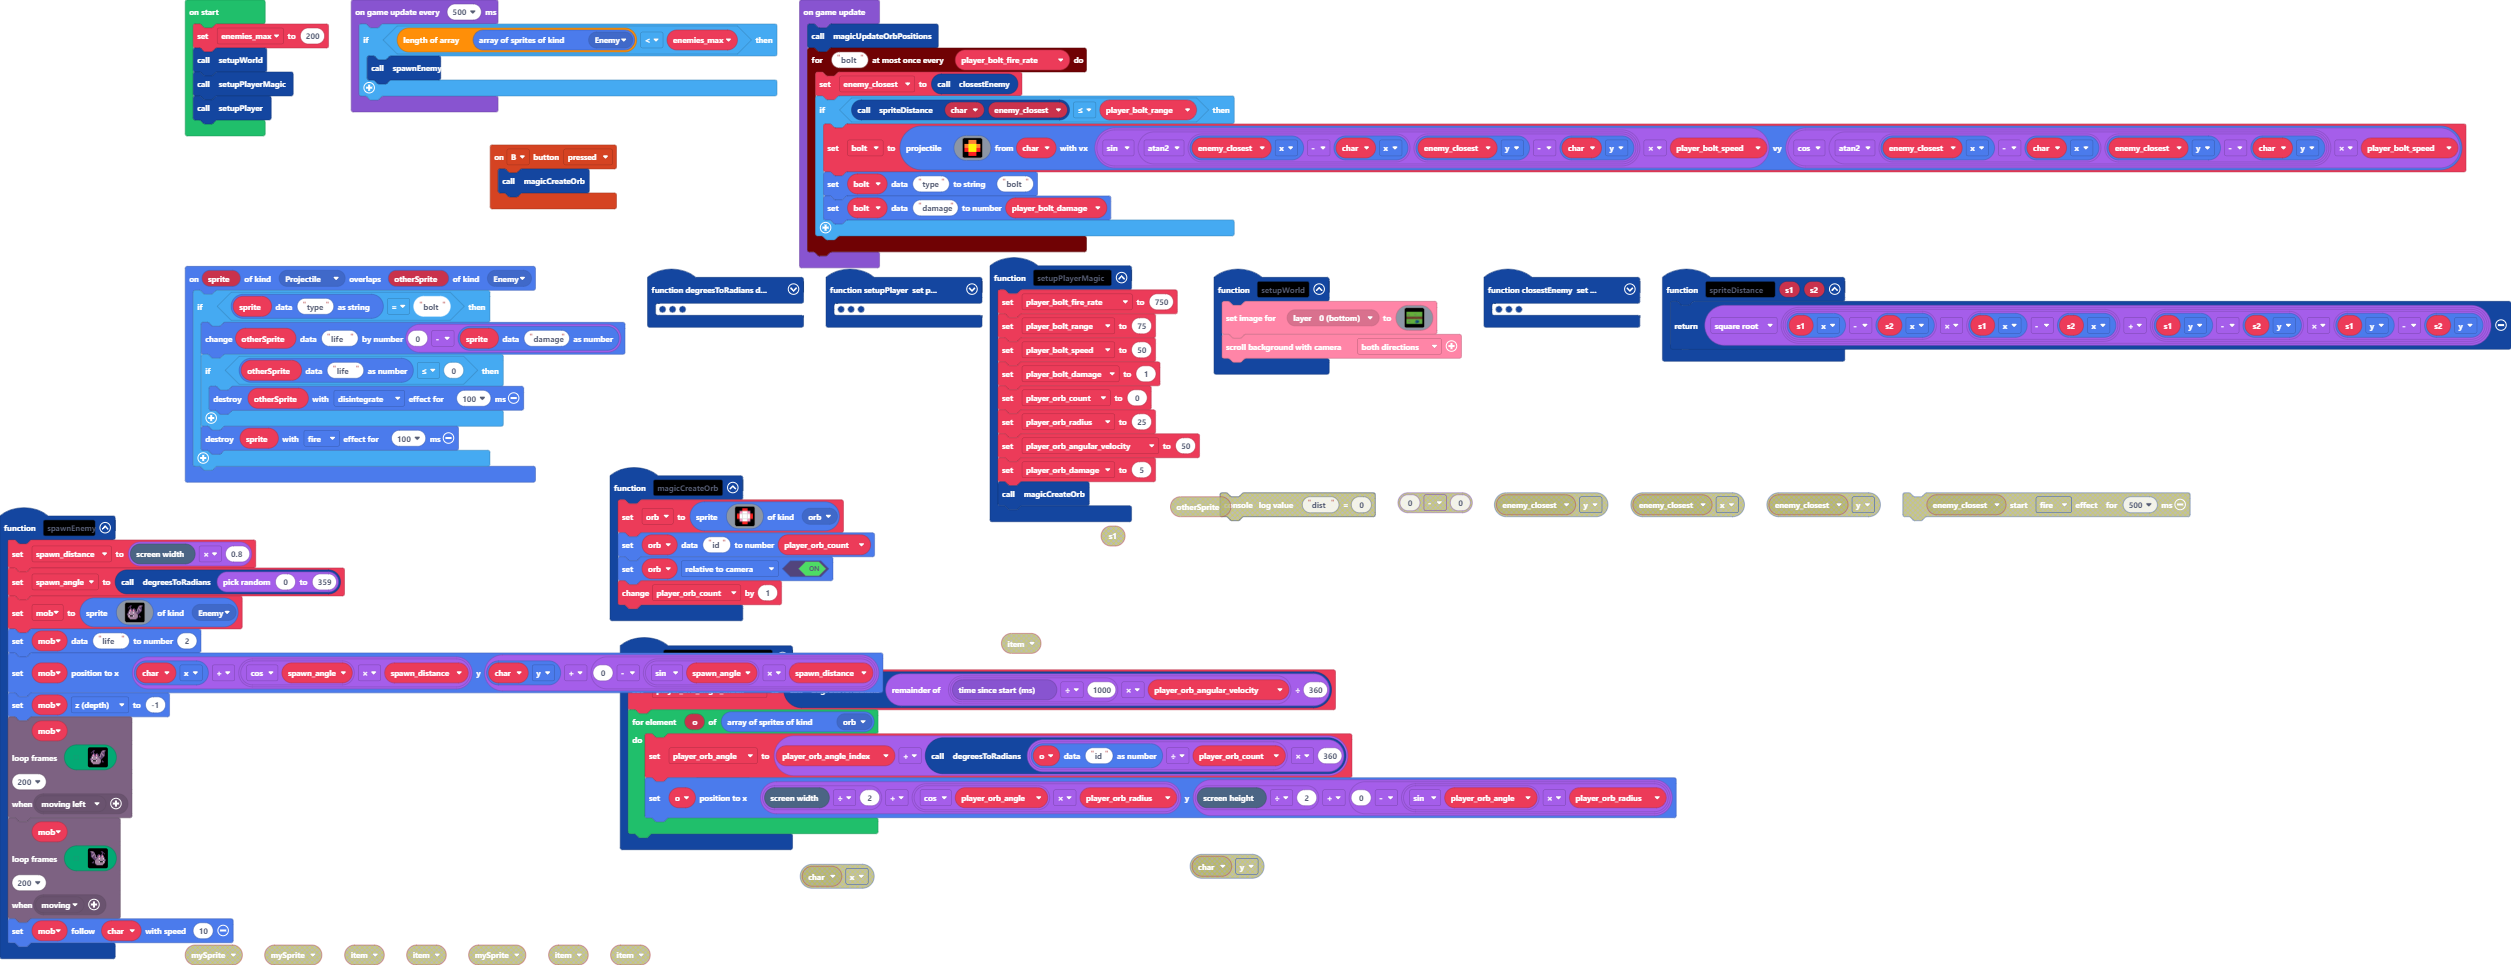 on start
set enemies_max to 200
call setupWorld
call setupPlayerMagic
call setupPlayer
on game update every 500 ms
if length of array array of sprites of kind Enemy < enemies_max then
call spawnEnemy
on B button pressed
call magicCreateOrb
on game update
call magicUpdateOrbPositions
for "bolt" at most once every player_bolt_fire_rate do
set enemy_closest to call closestEnemy
if call spriteDistance char enemy_closest ≤ player_bolt_range then
set bolt to projectile from char with vx sin atan2 enemy_closest x - char x enemy_closest y - char y × player_bolt_speed vy cos atan2 enemy_closest x - char x enemy_closest y - char y × player_bolt_speed
set bolt data "type" to string "bolt"
set bolt data "damage" to number player_bolt_damage
on sprite of kind Projectile overlaps otherSprite of kind Enemy
if sprite data "type" as string = "bolt" then
change otherSprite data "life" by number 0 - sprite data "damage" as number
if otherSprite data "life" as number ≤ 0 then
destroy otherSprite with disintegrate effect for 100 ms
destroy sprite with fire effect for 100 ms
function degreesToRadians d...
function setupPlayer set p...
function setupPlayerMagic
set player_bolt_fire_rate to 750
set player_bolt_range to 75
set player_bolt_speed to 50
set player_bolt_damage to 1
set player_orb_count to 0
set player_orb_radius to 25
set player_orb_angular_velocity to 50
set player_orb_damage to 5
call magicCreateOrb
function setupWorld
set image for layer 0 (bottom) to
scroll background with camera both directions
function closestEnemy set ...
function spriteDistance s1 s2
return square root s1 x - s2 x × s1 x - s2 x + s1 y - s2 y × s1 y - s2 y
function magicCreateOrb
set orb to sprite of kind orb
set orb data "id" to number player_orb_count
set orb relative to camera ON
change player_orb_count by 1
otherSprite
console log value "dist" = 0
0 - 0
enemy_closest y
enemy_closest x
enemy_closest y
enemy_closest start fire effect for 500 ms
s1
item
function spawnEnemy
set spawn_distance to screen width × 0.8
set spawn_angle to call degreesToRadians pick random 0 to 359
set mob to sprite of kind Enemy
set mob data "life" to number 2
set mob position to x char x + cos spawn_angle × spawn_distance y char y + 0 - sin spawn_angle × spawn_distance
set mob z (depth) to -1
mob
loop frames
200
when moving left
mob
loop frames
200
when moving
set mob follow char with speed 10
remainder of time since start (ms) ÷ 1000 × player_orb_angular_velocity ÷ 360
for element o of array of sprites of kind orb
do
set player_orb_angle to player_orb_angle_index + call degreesToRadians o data "id" as number ÷ player_orb_count × 360
set o position to x screen width ÷ 2 + cos player_orb_angle × player_orb_radius y screen height ÷ 2 + 0 - sin player_orb_angle × player_orb_radius
char x
char y
mySprite
mySprite
item
item
mySprite
item
item